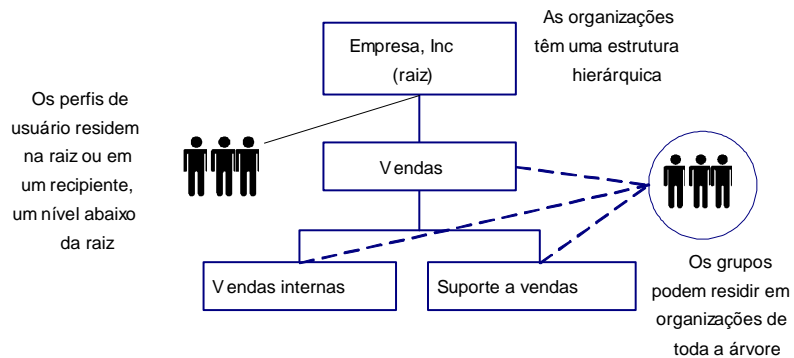 As organizações
têm uma estrutura
hierárquica
Empresa, Inc
(raiz)
Os perfis de
usuário residem
na raiz ou em
um recipiente,
um nível abaixo
da raiz
Vendas
Vendas internas
Suporte a vendas
Os grupos
podem residir em
organizações de
toda a árvore